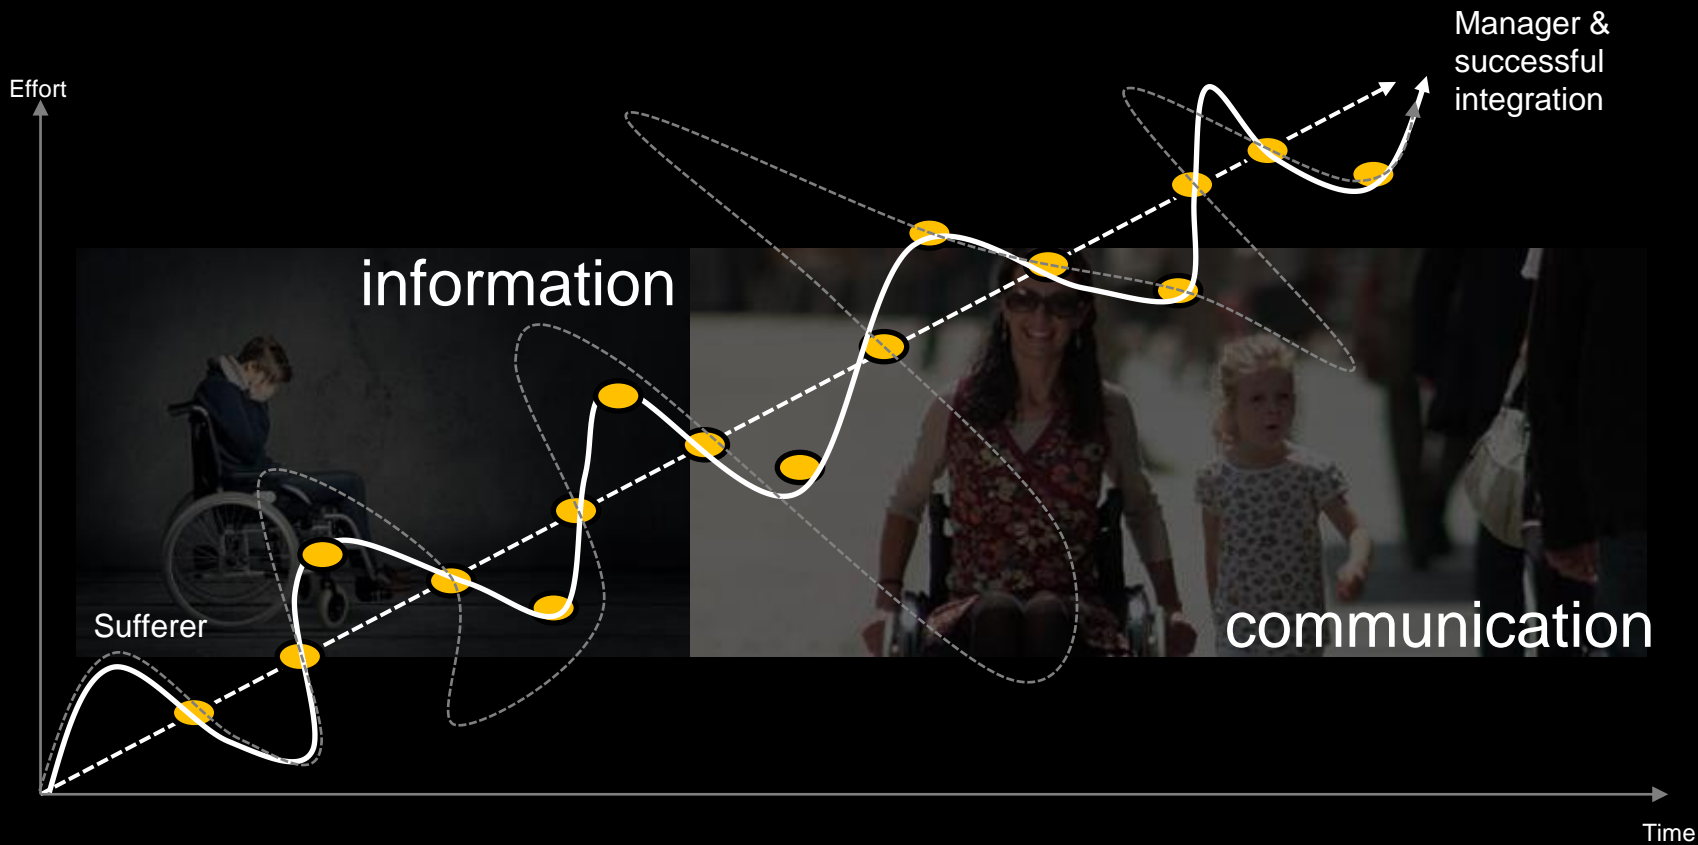 Manager &
successful
integration
Effort
information
Sufferer
communication
Time